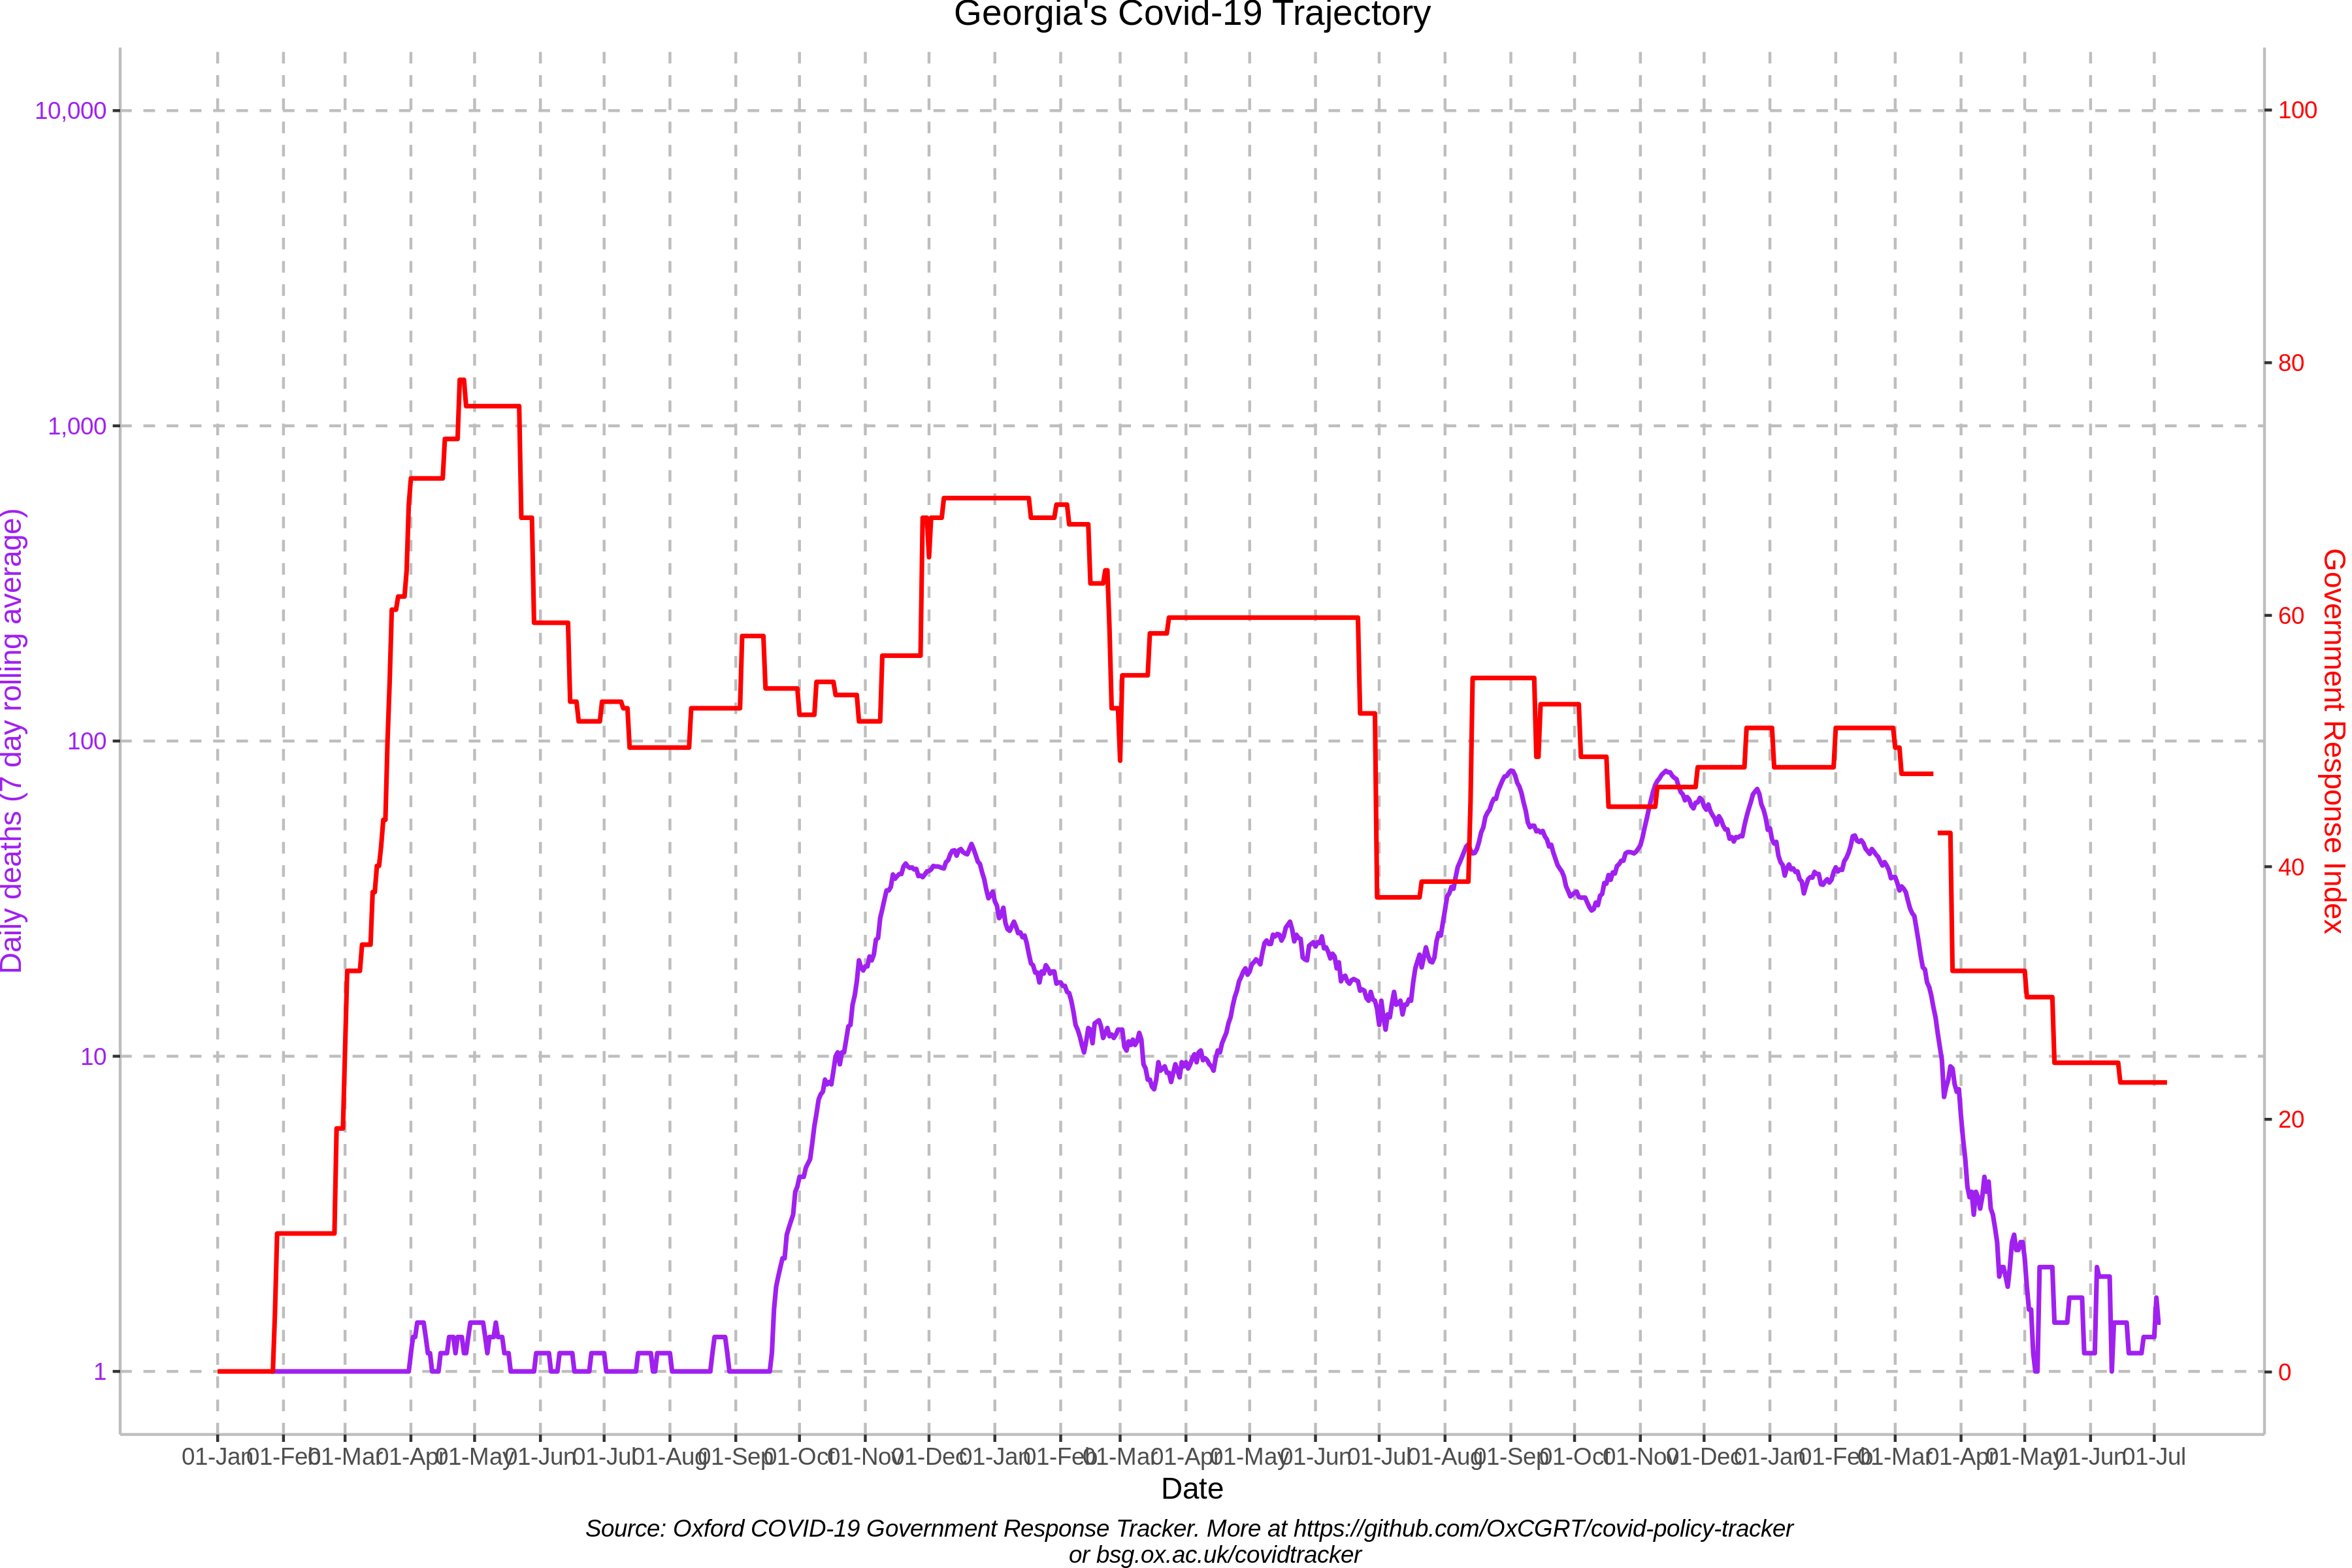 Georgia's Covid-19 Trajectory
10,000
1,000
100
10
1
Daily deaths (7 day rolling average)
100
80
60
40
20
0
Government Response Index
01-Jan 01-Feb 01-Mar 01-Apr 01-May 01-Jun 01-Jul 01-Aug 01-Sep 01-Oct 01-Nov 01-Dec 01-Jan 01-Feb 01-Mar 01-Apr 01-May 01-Jun 01-Jul 01-Aug 01-Sep 01-Oct 01-Nov 01-Dec 01-Jan 01-Feb 01-Mar 01-Apr 01-May 01-Jun 01-Jul
Date
Source: Oxford COVID-19 Government Response Tracker. More at https://github.com/OxCGRT/covid-policy-tracker
or bsg.ox.ac.uk/covidtracker